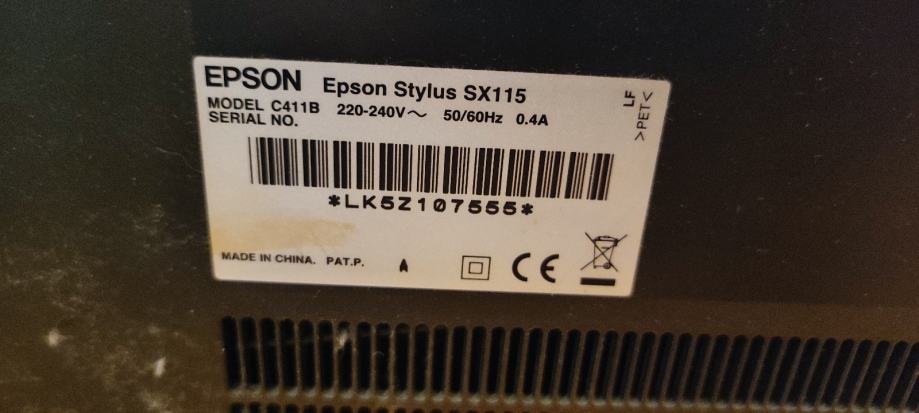 EPSON Epson Stylus SX115
MODEL C411B 220-240V～ 50/60Hz 0.4A
SERIAL NO.
*LK5Z107555*
MADE IN CHINA. PAT.P. A CE
LF
>PET<